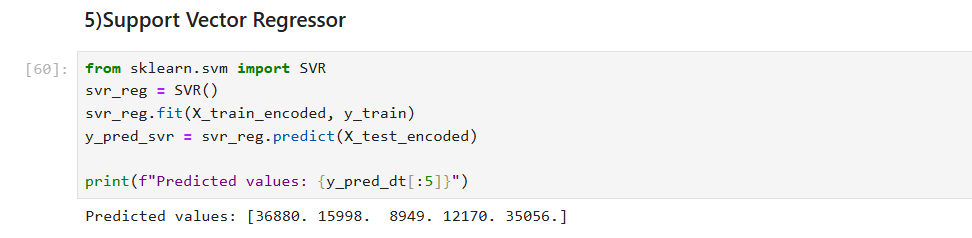 5)Support Vector Regressor
[60]: from sklearn.svm import SVR
svr_reg = SVR()
svr_reg.fit(X_train_encoded, y_train)
y_pred_svr = svr_reg.predict(X_test_encoded)
print(f"Predicted values: {y_pred_dt[:5]}")
Predicted values: [36880. 15998.  8949. 12170. 35056.]